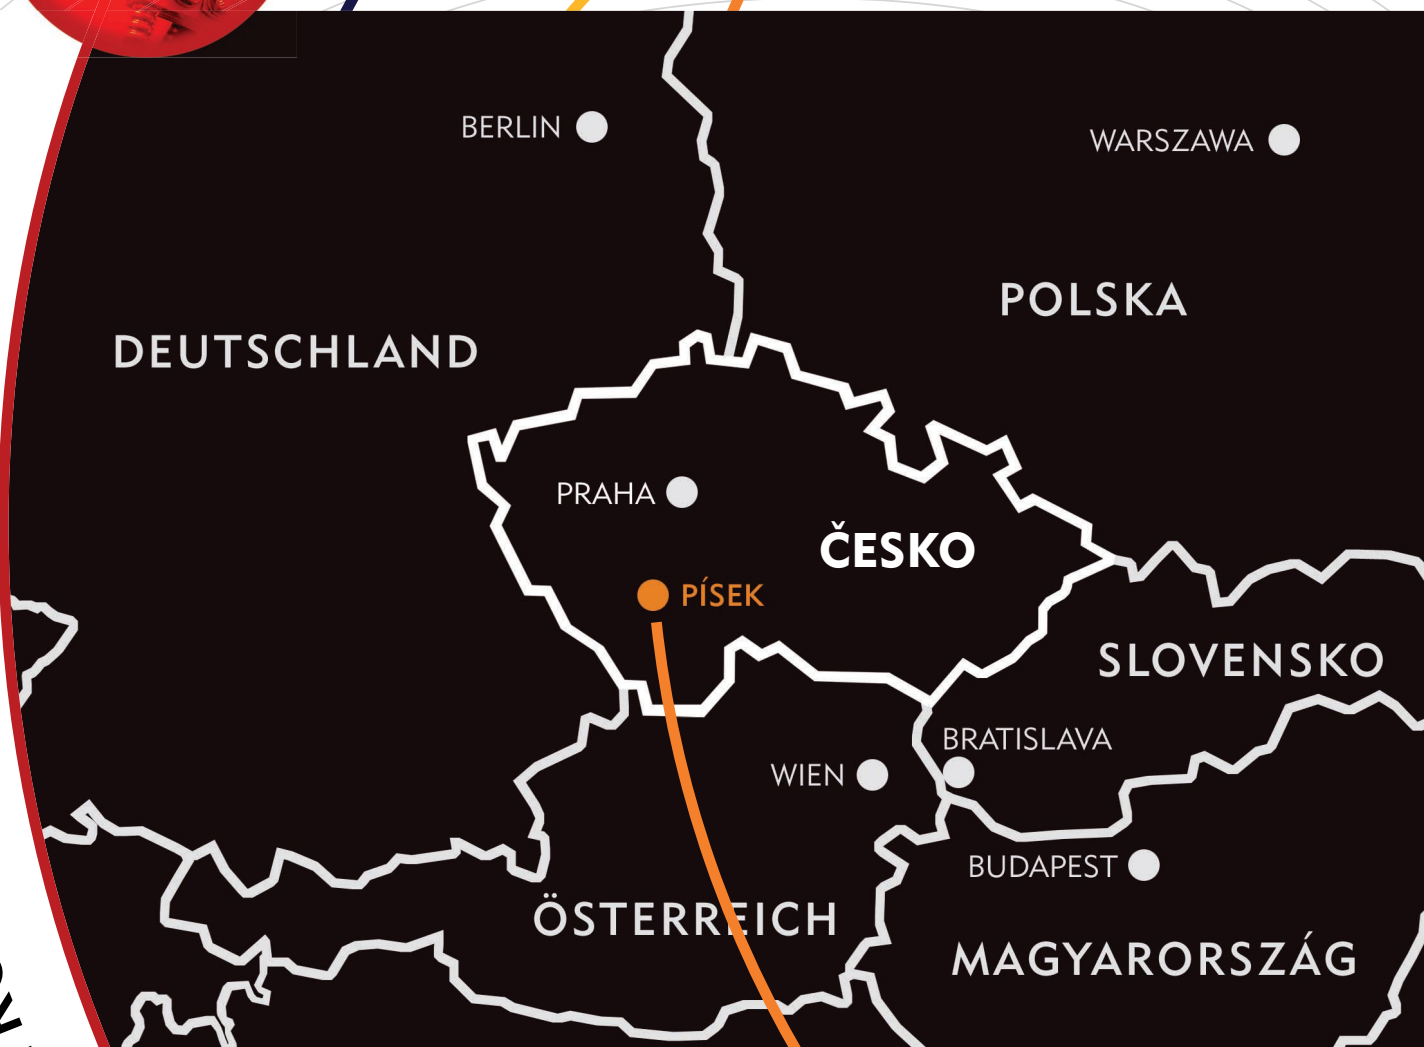 BERLIN
WARSZAWA
POLSKA
DEUTSCHLAND
PRAHA
ČESKO
PÍSEK
SLOVENSKO
BRATISLAVA
WIEN
BUDAPEST
ÖSTERREICH
MAGYARORSZÁG